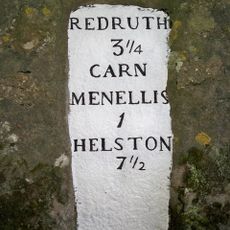 REDRUTH
3¼
CARN
MENELLIS
1
HELSTON
7½